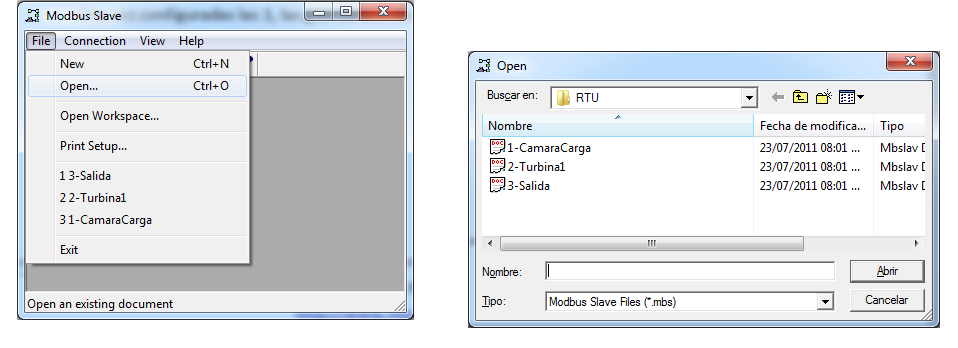 Modbus Slave
File Connection View Help
New Ctrl+N
Open... Ctrl+O
Open Workspace...
Print Setup...
1 3-Salida
2 2-Turbina1
3 1-CamaraCarga
Exit
Open an existing document
Open
Buscar en: RTU
Nombre Fecha de modifica... Tipo
1-CamaraCarga 23/07/2011 08:01 ... Mbslav D
2-Turbina1 23/07/2011 08:01 ... Mbslav D
3-Salida 23/07/2011 08:01 ... Mbslav D
Nombre: Abrir
Tipo: Modbus Slave Files (*.mbs) Cancelar